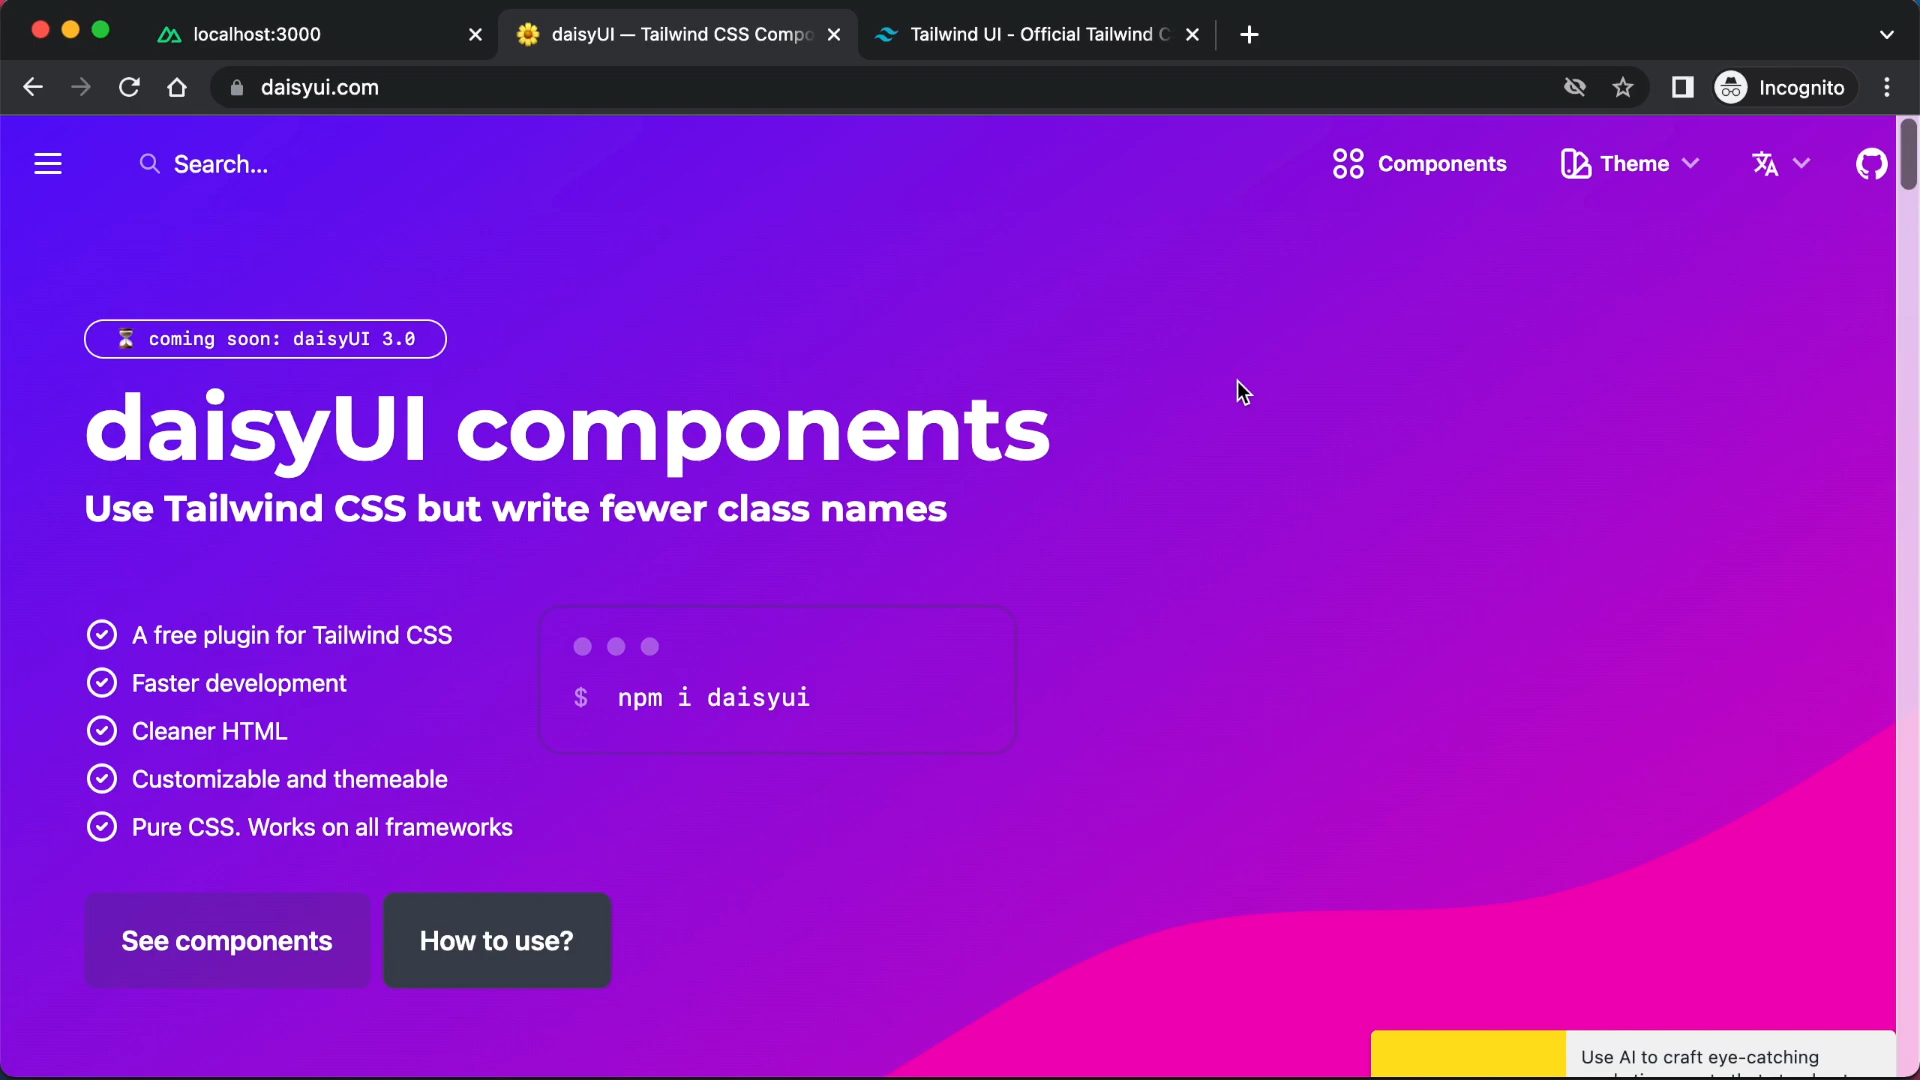 localhost:3000
daisyUI — Tailwind CSS Compo
Tailwind UI - Official Tailwind C
daisyui.com
Incognito
Search...
Components
Theme
coming soon: daisyUI 3.0
daisyUI components
Use Tailwind CSS but write fewer class names
A free plugin for Tailwind CSS
Faster development
Cleaner HTML
Customizable and themeable
Pure CSS. Works on all frameworks
$ npm i daisyui
See components
How to use?
Use AI to craft eye-catching